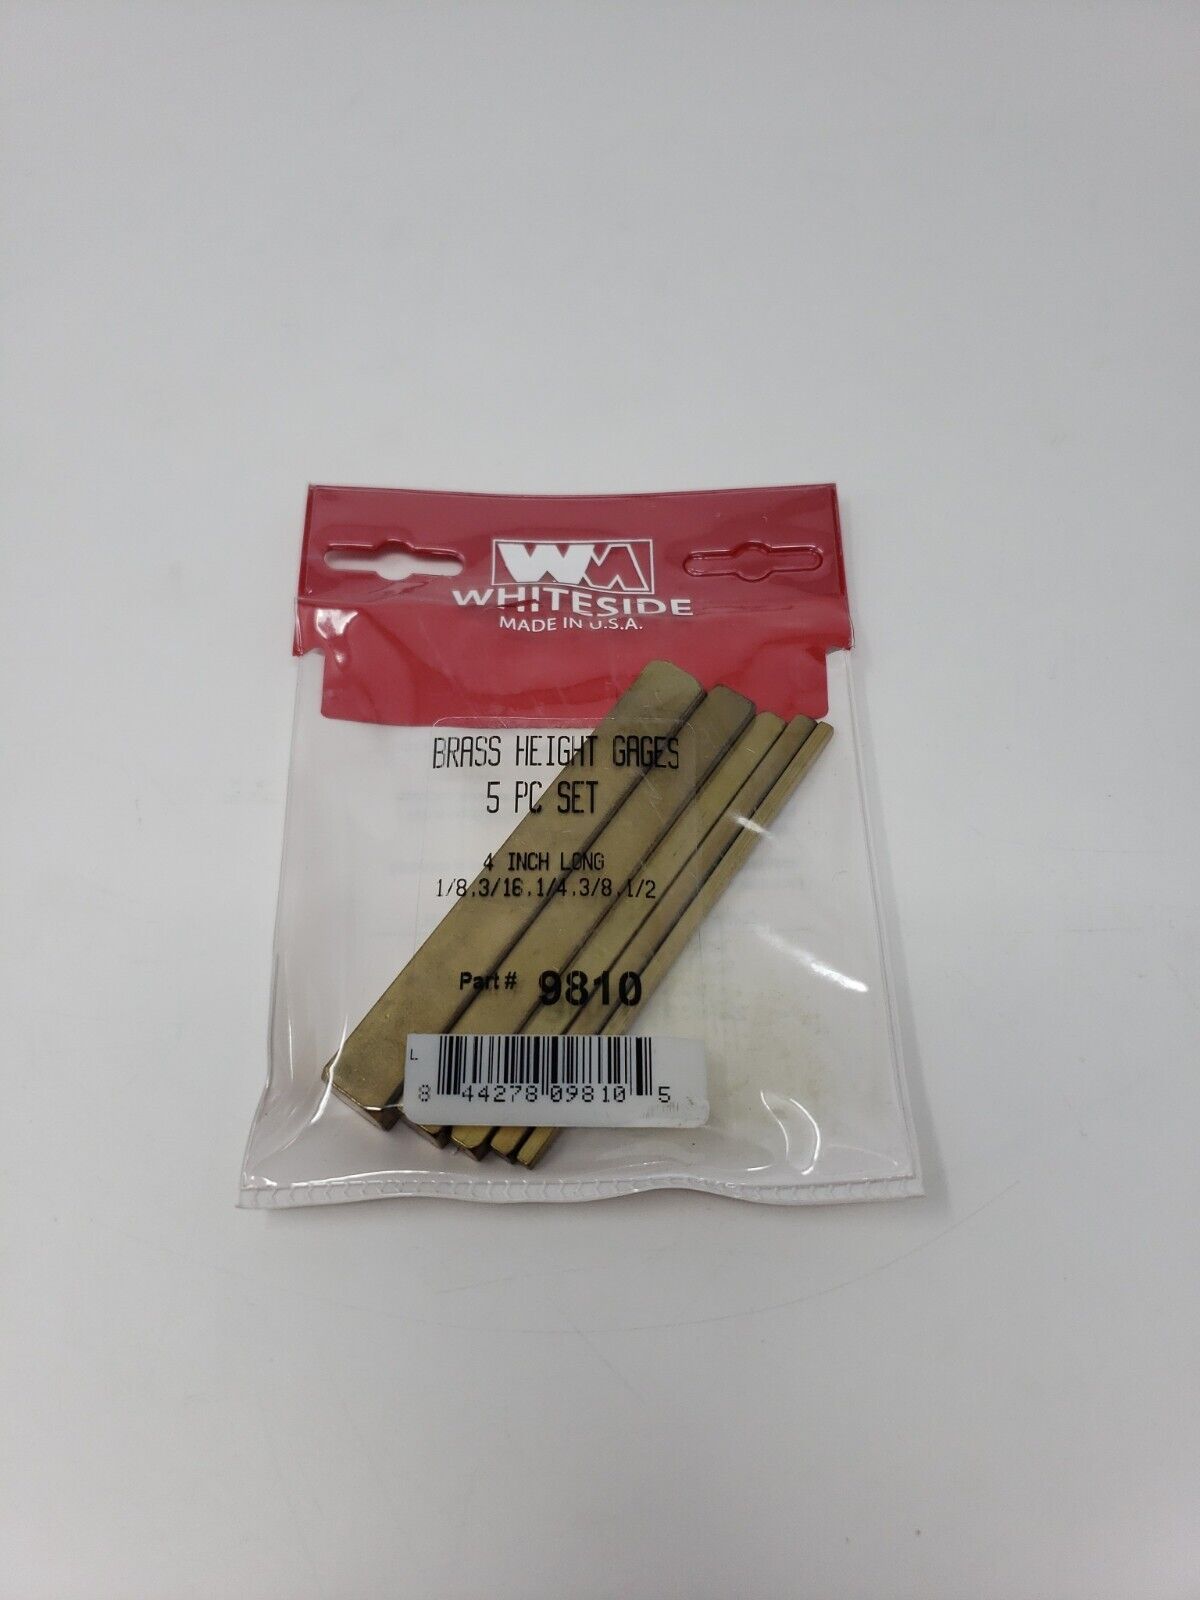 WM
WHITESIDE
MADE IN U.S.A.
BRASS HEIGHT GAGES
5 PC SET
4 INCH LONG
1/8,3/16,1/4,3/8,1/2
Part # 9810
L
8 44278 09810 5